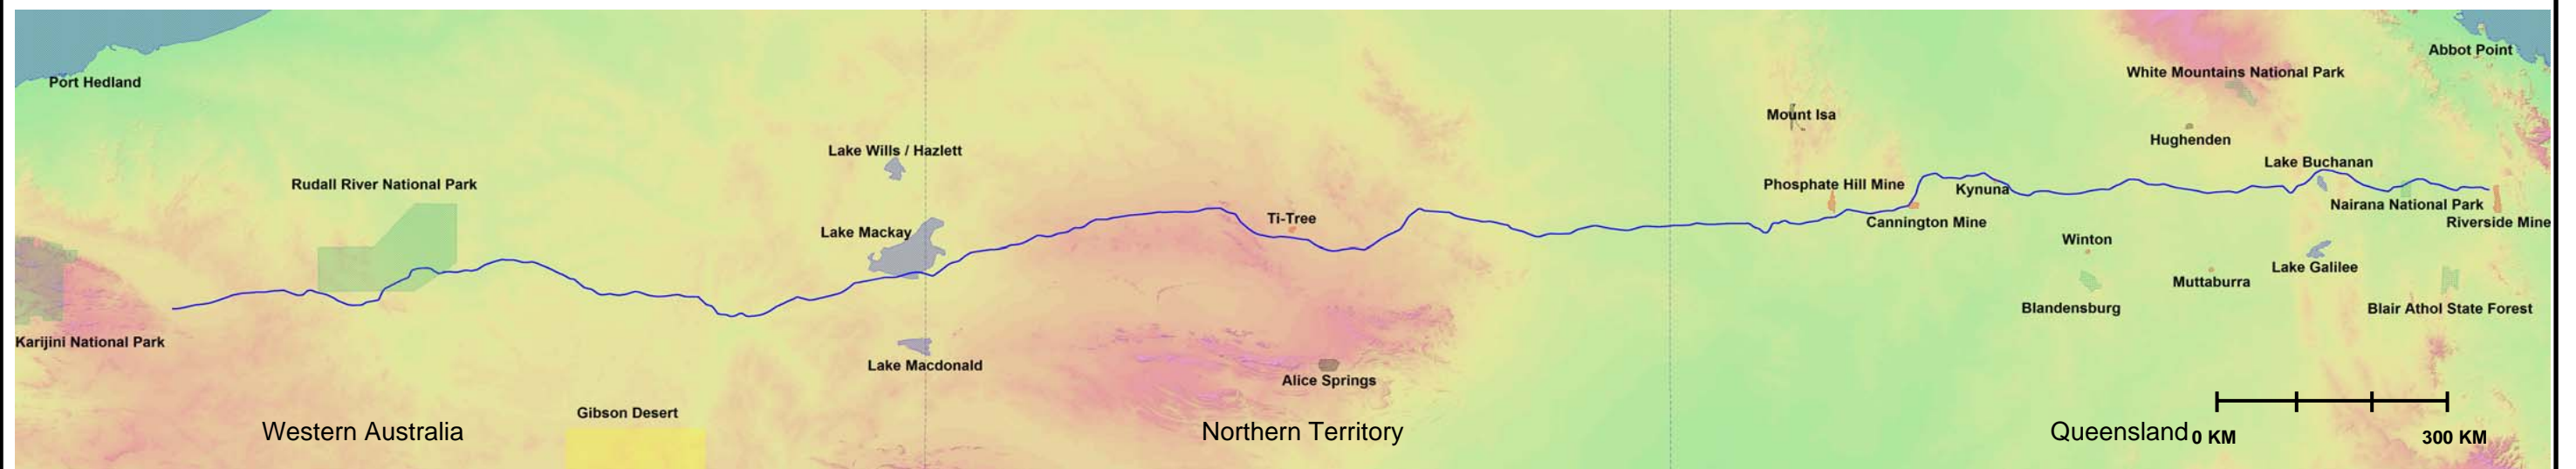 Abbot Point
Port Hedland
White Mountains National Park
Mount Isa
Hughenden
Lake Wills / Hazlett
Lake Buchanan
Rudall River National Park
Phosphate Hill Mine
Kynuna
Nairana National Park
Ti-Tree
Cannington Mine
Riverside Mine
Lake Mackay
Winton
Lake Galilee
Muttaburra
Blandensburg
Blair Athol State Forest
Karijini National Park
Lake Macdonald
Alice Springs
Gibson Desert
Western Australia
Northern Territory
Queensland
0 KM
300 KM